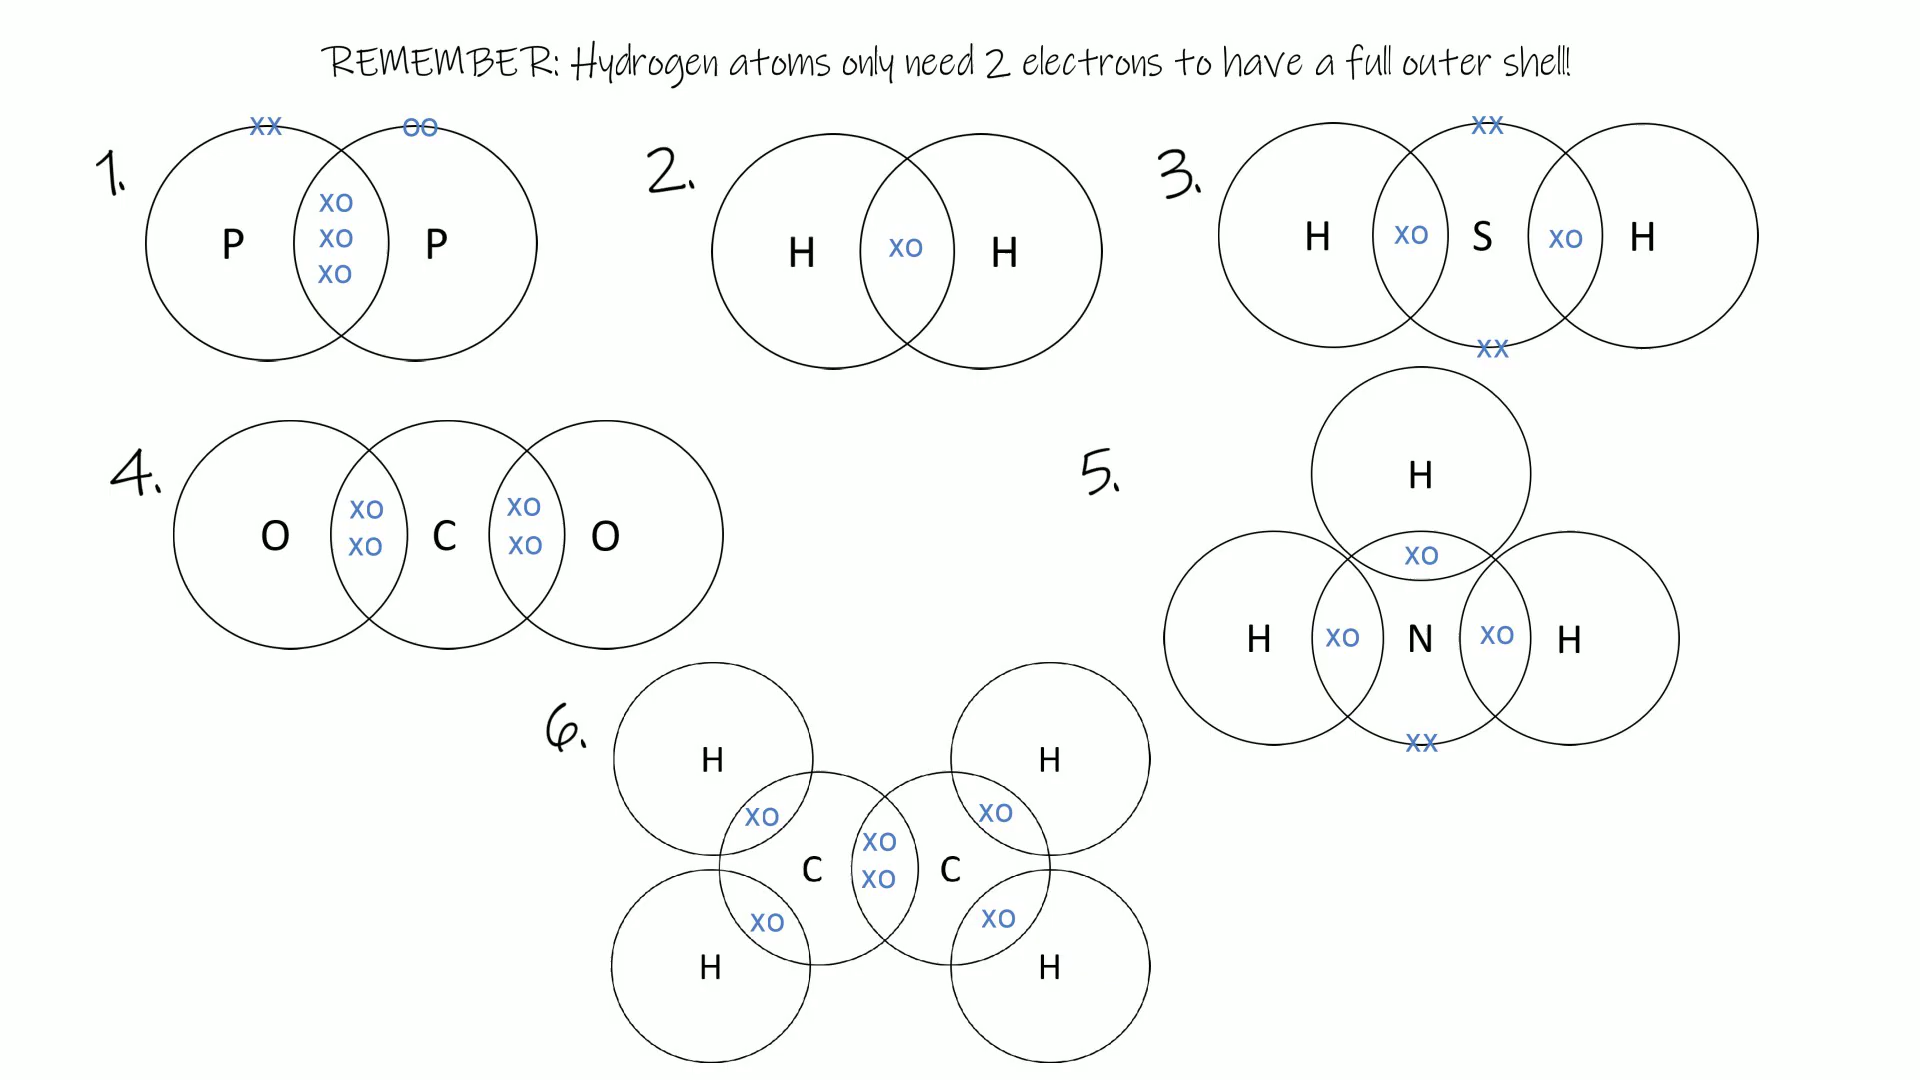 REMEMBER: Hydrogen atoms only need 2 electrons to have a full outer shell!
1.
xx
oo
P
xo
xo
xo
P
2.
H
xo
H
3.
xx
H
xo
S
xo
H
xx
4.
O
xo
xo
C
xo
xo
O
5.
H
xo
H
xo
N
xo
H
xx
6.
H
H
xo
xo
C
xo
xo
C
xo
xo
H
H